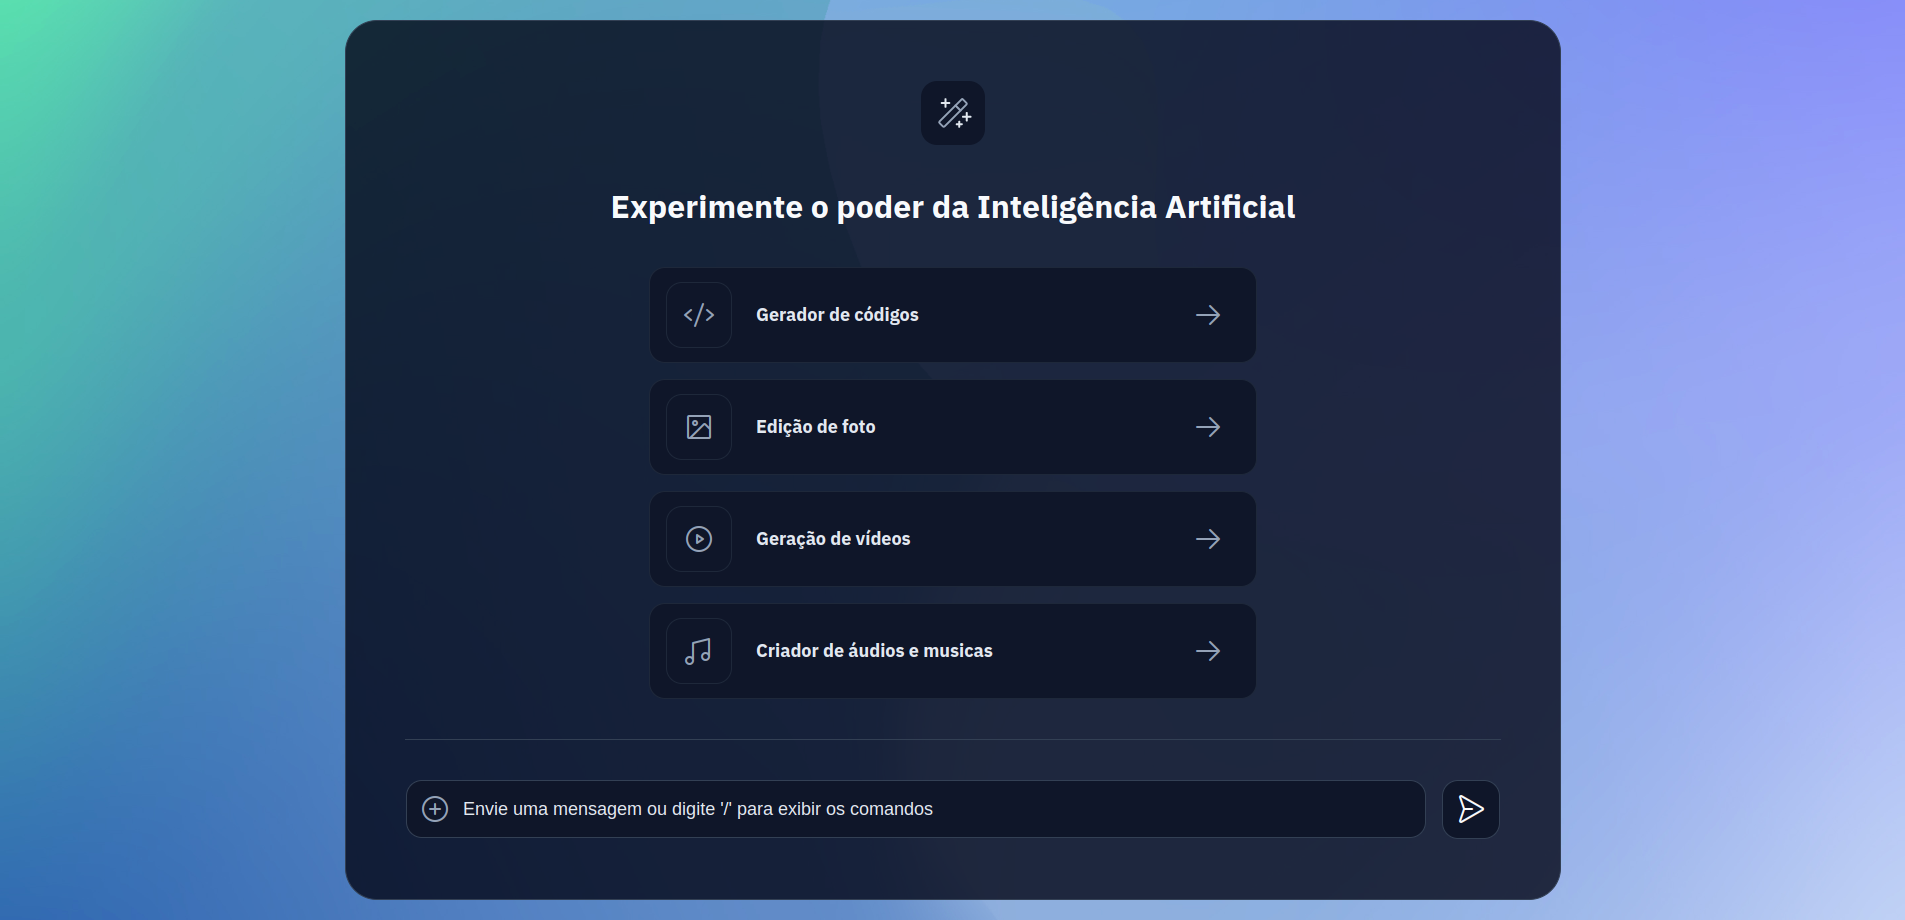 Experimente o poder da Inteligência Artificial
Gerador de códigos
Edição de foto
Geração de vídeos
Criador de áudios e musicas
Envie uma mensagem ou digite '/' para exibir os comandos